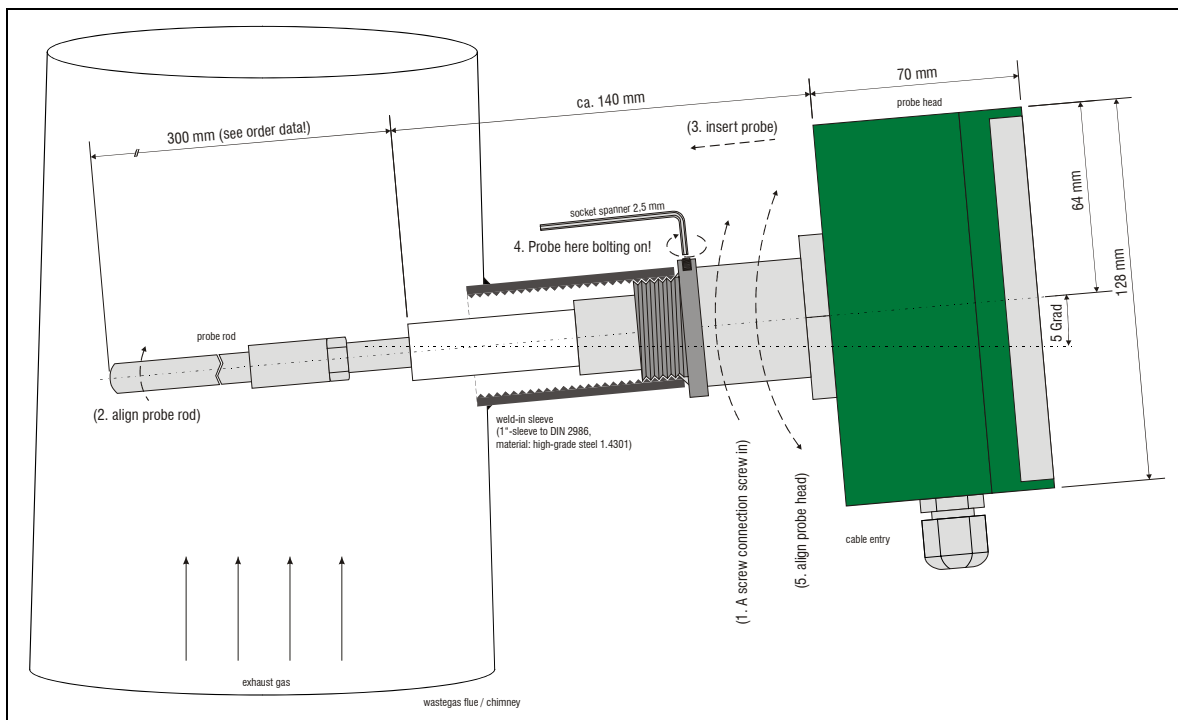 70 mm
ca. 140 mm
probe head
300 mm (see order data!)
(3. insert probe)
64 mm
128 mm
socket spanner 2.5 mm
4. Probe here bolting on!
5 Grad
probe rod
(2. align probe rod)
weld-in sleeve
(1"-sleeve to DIN 2986,
material: high-grade steel 1.4301)
(1. A screw connection screw in)
(5. align probe head)
cable entry
exhaust gas
wastegas flue / chimney